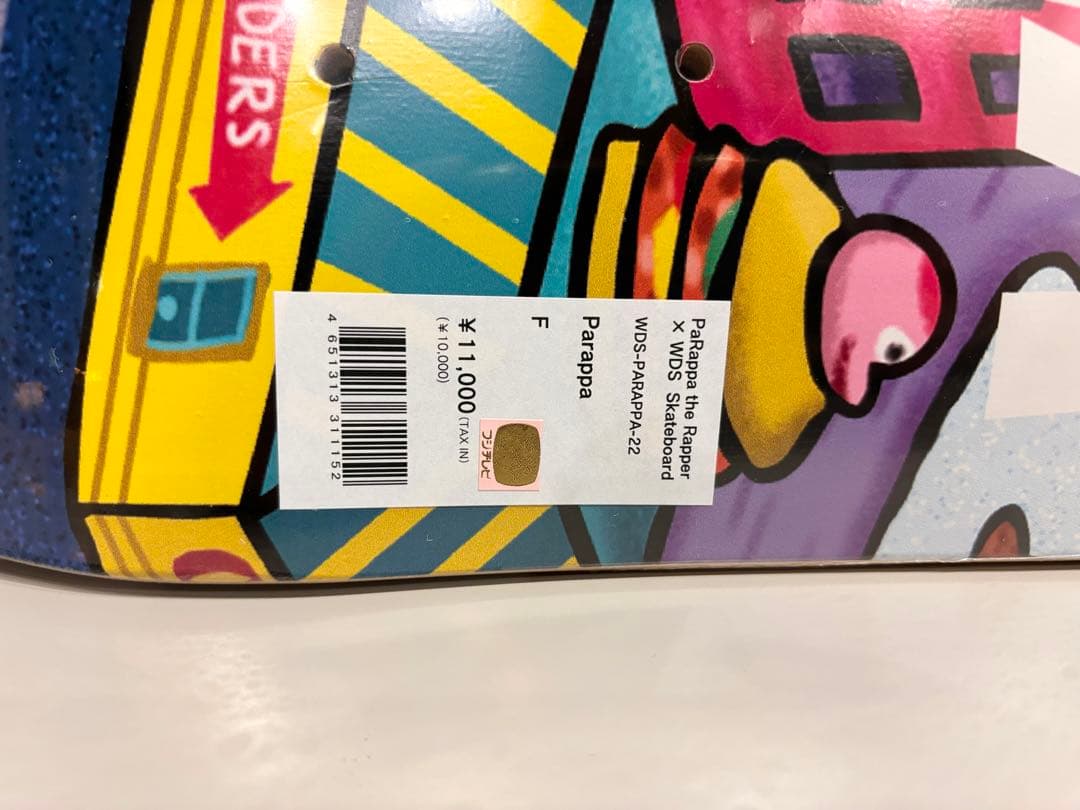 DERS
PaRappa the Rapper
× WDS Skateboard
WDS-PARAPPA-22
Parappa
F
¥11,000(TAX IN)
(¥10,000)
4 651313 311152
フジテレビ